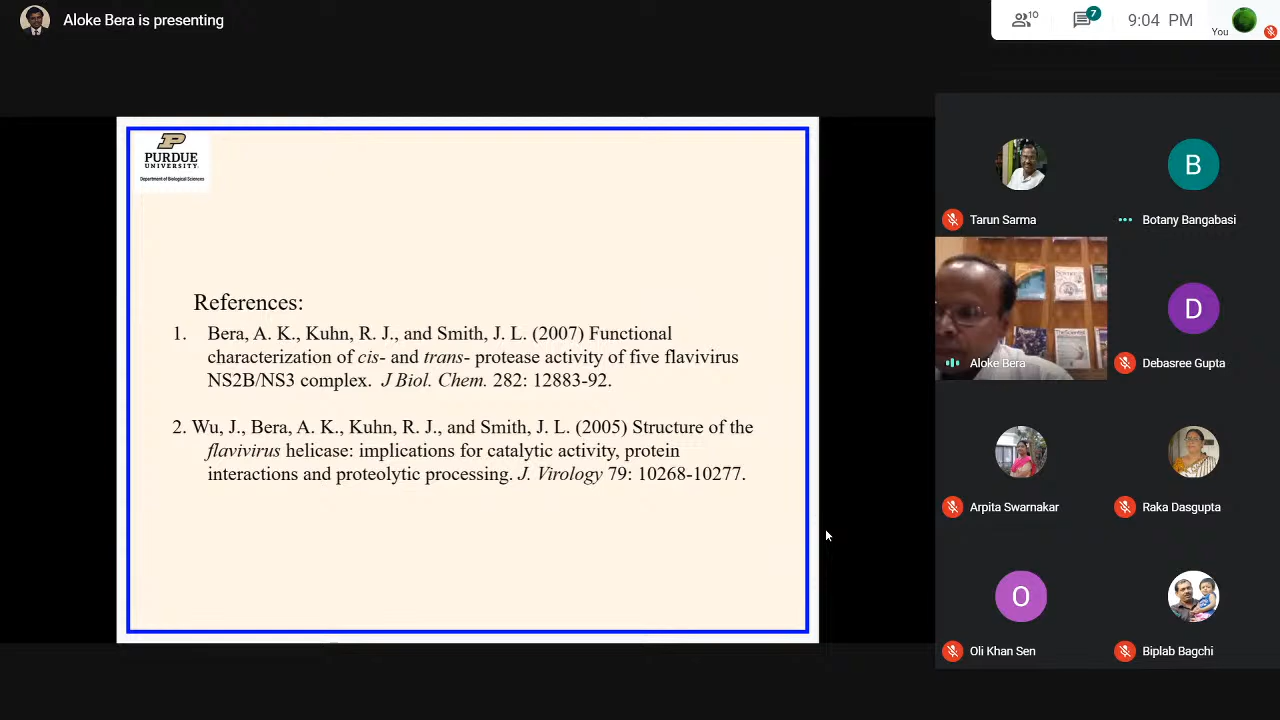 Aloke Bera is presenting
10
7
9:04 PM
You
PURDUE
UNIVERSITY
Department of Biological Sciences
References:
1. Bera, A. K., Kuhn, R. J., and Smith, J. L. (2007) Functional
characterization of cis- and trans- protease activity of five flavivirus
NS2B/NS3 complex. J Biol. Chem. 282: 12883-92.
2. Wu, J., Bera, A. K., Kuhn, R. J., and Smith, J. L. (2005) Structure of the
flavivirus helicase: implications for catalytic activity, protein
interactions and proteolytic processing. J. Virology 79: 10268-10277.
Tarun Sarma
B
Botany Bangabasi
Aloke Bera
D
Debasree Gupta
Arpita Swarnakar
Raka Dasgupta
O
Oli Khan Sen
Biplab Bagchi